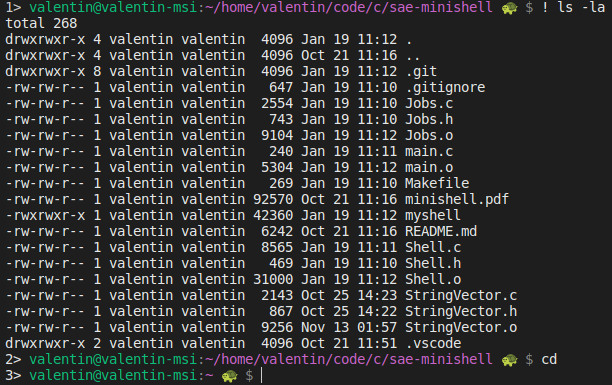 1> valentin@valentin-msi:~/home/valentin/code/c/sae-minishell 🐢 $ ! ls -la
total 268
drwxrwxr-x 4 valentin valentin  4096 Jan 19 11:12 .
drwxrwxr-x 4 valentin valentin  4096 Oct 21 11:16 ..
drwxrwxr-x 8 valentin valentin  4096 Jan 19 11:12 .git
-rw-rw-r-- 1 valentin valentin   647 Jan 19 11:10 .gitignore
-rw-rw-r-- 1 valentin valentin  2554 Jan 19 11:10 Jobs.c
-rw-rw-r-- 1 valentin valentin   743 Jan 19 11:10 Jobs.h
-rw-rw-r-- 1 valentin valentin  9104 Jan 19 11:12 Jobs.o
-rw-rw-r-- 1 valentin valentin   240 Jan 19 11:11 main.c
-rw-rw-r-- 1 valentin valentin  5304 Jan 19 11:12 main.o
-rw-rw-r-- 1 valentin valentin   269 Jan 19 11:10 Makefile
-rw-rw-r-- 1 valentin valentin 92570 Oct 21 11:16 minishell.pdf
-rwxrwxr-x 1 valentin valentin 42360 Jan 19 11:12 myshell
-rw-rw-r-- 1 valentin valentin  6242 Oct 21 11:16 README.md
-rw-rw-r-- 1 valentin valentin  8565 Jan 19 11:11 Shell.c
-rw-rw-r-- 1 valentin valentin   469 Jan 19 11:10 Shell.h
-rw-rw-r-- 1 valentin valentin 31000 Jan 19 11:12 Shell.o
-rw-rw-r-- 1 valentin valentin  2143 Oct 25 14:23 StringVector.c
-rw-rw-r-- 1 valentin valentin   867 Oct 25 14:22 StringVector.h
-rw-rw-r-- 1 valentin valentin  9256 Nov 13 01:57 StringVector.o
drwxrwxr-x 2 valentin valentin  4096 Oct 21 11:51 .vscode
2> valentin@valentin-msi:~/home/valentin/code/c/sae-minishell 🐢 $ cd
3> valentin@valentin-msi:~ 🐢 $